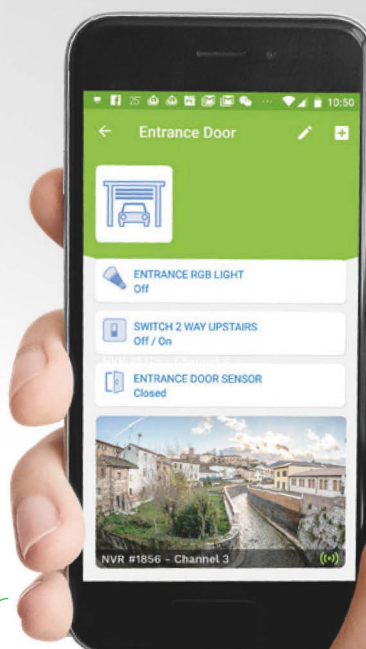 25 ... 10:50
Entrance Door
ENTRANCE RGB LIGHT
Off
SWITCH 2 WAY UPSTAIRS
Off / On
ENTRANCE DOOR SENSOR
Closed
NVR #1856 - Channel 3